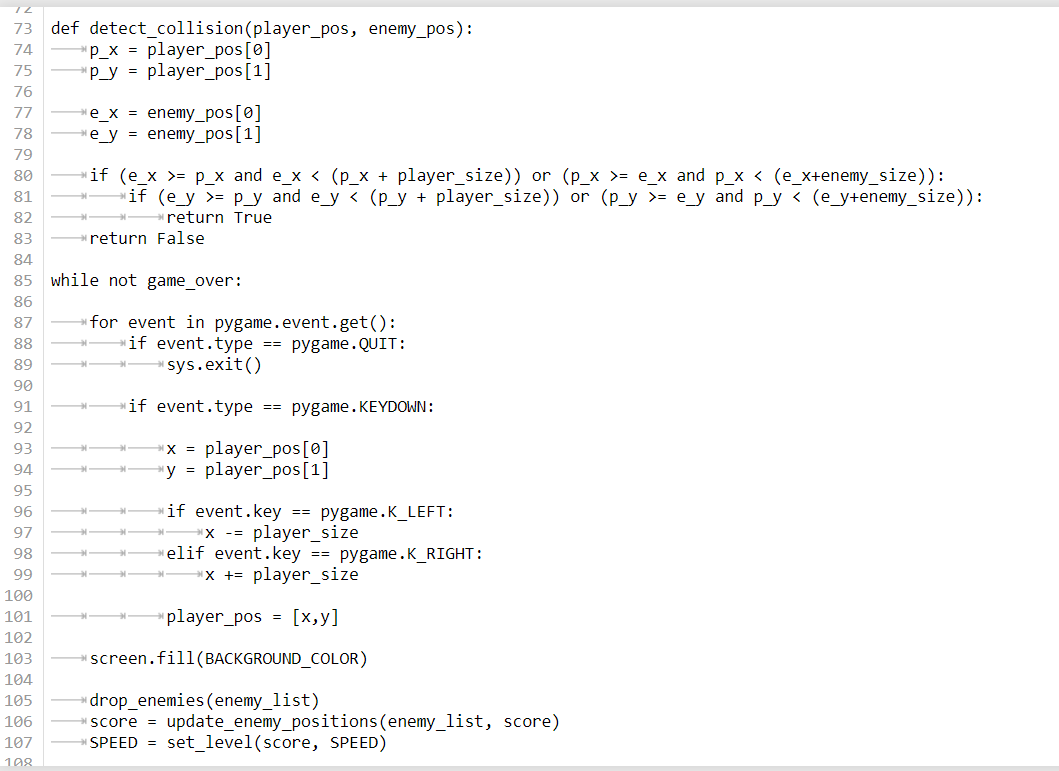 72
73 def detect_collision(player_pos, enemy_pos):
74 p_x = player_pos[0]
75 p_y = player_pos[1]
76
77 e_x = enemy_pos[0]
78 e_y = enemy_pos[1]
79
80 if (e_x >= p_x and e_x < (p_x + player_size)) or (p_x >= e_x and p_x < (e_x+enemy_size)):
81 if (e_y >= p_y and e_y < (p_y + player_size)) or (p_y >= e_y and p_y < (e_y+enemy_size)):
82 return True
83 return False
84
85 while not game_over:
86
87 for event in pygame.event.get():
88 if event.type == pygame.QUIT:
89 sys.exit()
90
91 if event.type == pygame.KEYDOWN:
92
93 x = player_pos[0]
94 y = player_pos[1]
95
96 if event.key == pygame.K_LEFT:
97 x -= player_size
98 elif event.key == pygame.K_RIGHT:
99 x += player_size
100
101 player_pos = [x,y]
102
103 screen.fill(BACKGROUND_COLOR)
104
105 drop_enemies(enemy_list)
106 score = update_enemy_positions(enemy_list, score)
107 SPEED = set_level(score, SPEED)
108